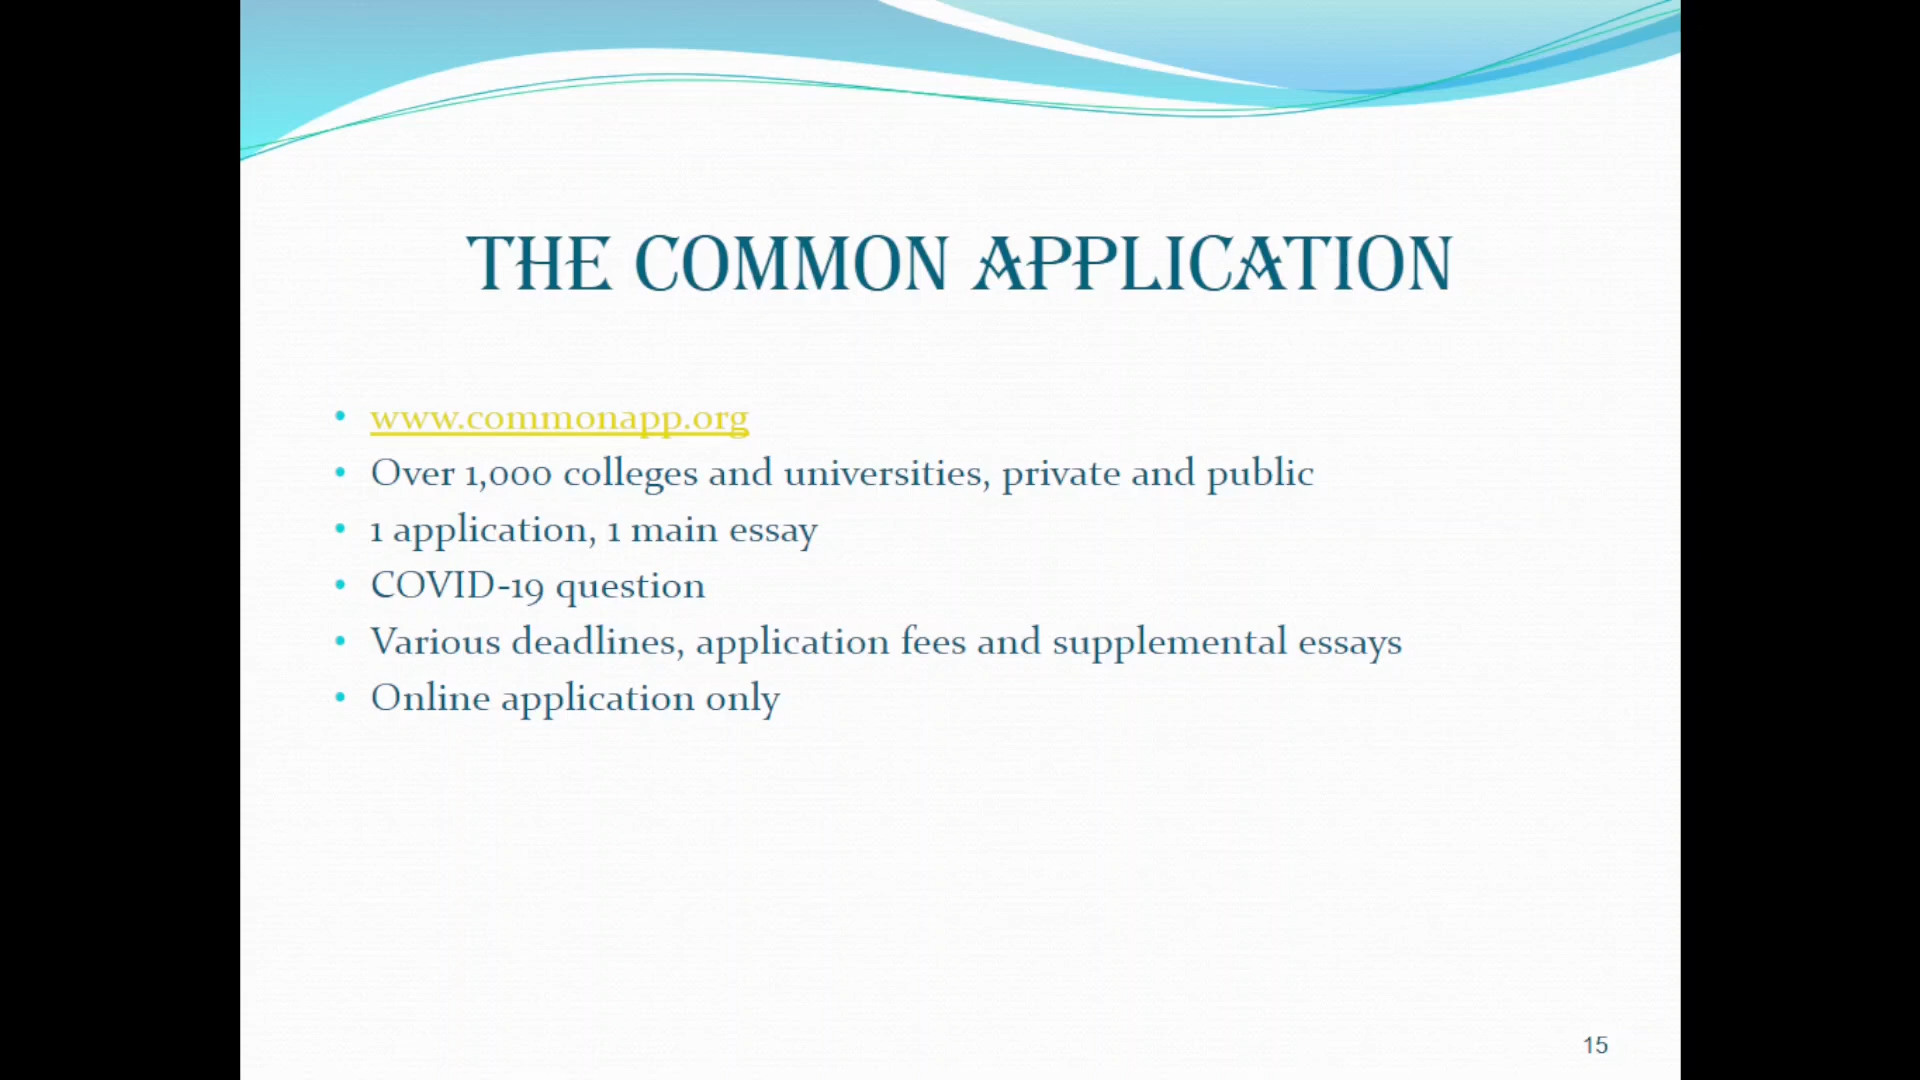 THE COMMON APPLICATION
• www.commonapp.org
• Over 1,000 colleges and universities, private and public
• 1 application, 1 main essay
• COVID-19 question
• Various deadlines, application fees and supplemental essays
• Online application only
15